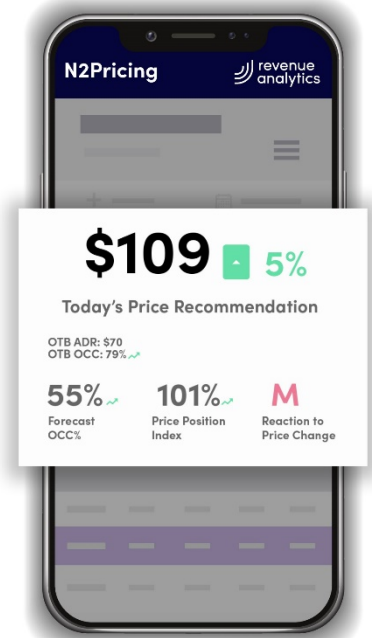 N2Pricing
revenue
analytics
$109 5%
Today's Price Recommendation
OTB ADR: $70
OTB OCC: 79%
55% 101% M
Forecast
OCC%
Price Position
Index
Reaction to
Price Change